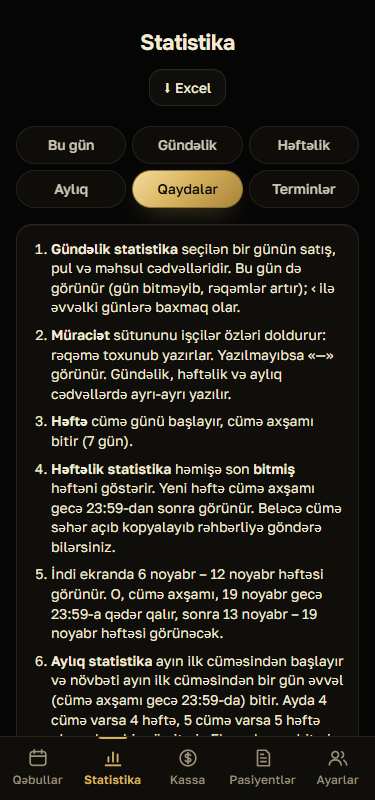 Statistika
⭳ Excel
Bu gün Gündəlik Həftəlik
Aylıq Qaydalar Terminlər
1. Gündəlik statistika seçilən bir günün satış,
pul və məhsul cədvəlləridir. Bu gün də
görünür (gün bitməyib, rəqəmlər artır); ‹ ilə
əvvəlki günlərə baxmaq olar.
2. Müraciət sütununu işçilər özləri doldurur:
rəqəmə toxunub yazırlar. Yazılmayıbsa «—»
görünür. Gündəlik, həftəlik və aylıq
cədvəllərdə ayrı-ayrı yazılır.
3. Həftə cümə günü başlayır, cümə axşamı
bitir (7 gün).
4. Həftəlik statistika həmişə son bitmiş
həftəni göstərir. Yeni həftə cümə axşamı
gecə 23:59-dan sonra görünür. Beləcə cümə
səhər açıb kopyalayıb rəhbərliyə göndərə
bilərsiniz.
5. İndi ekranda 6 noyabr – 12 noyabr həftəsi
görünür. O, cümə axşamı, 19 noyabr gecə
23:59-a qədər qalır, sonra 13 noyabr – 19
noyabr həftəsi görünəcək.
6. Aylıq statistika ayın ilk cüməsindən başlayır
və növbəti ayın ilk cüməsindən bir gün əvvəl
(cümə axşamı gecə 23:59-da) bitir. Ayda 4
cümə varsa 4 həftə, 5 cümə varsa 5 həftə
Qəbullar Statistika Kassa Pasiyentlər Ayarlar